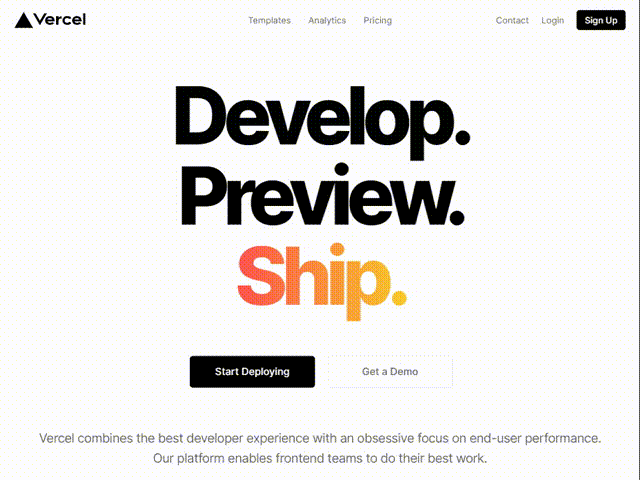 Vercel
Templates Analytics Pricing
Contact Login Sign Up
Develop.
Preview.
Ship.
Start Deploying
Get a Demo
Vercel combines the best developer experience with an obsessive focus on end-user performance.
Our platform enables frontend teams to do their best work.